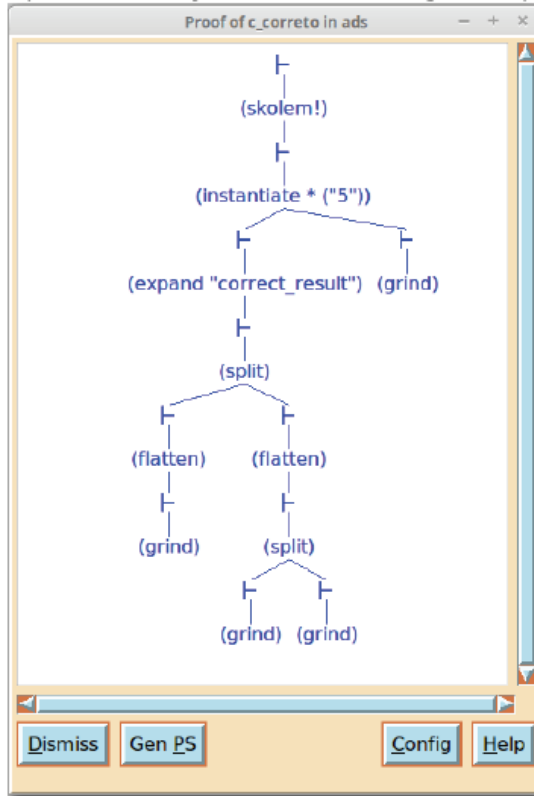 Proof of c_correto in ads
⊢
(skolem!)
⊢
(instantiate * ("5"))
⊢ ⊢
(expand "correct_result") (grind)
⊢
(split)
⊢ ⊢
(flatten) (flatten)
⊢ ⊢
(grind) (split)
⊢ ⊢
(grind) (grind)
Dismiss Gen PS Config Help